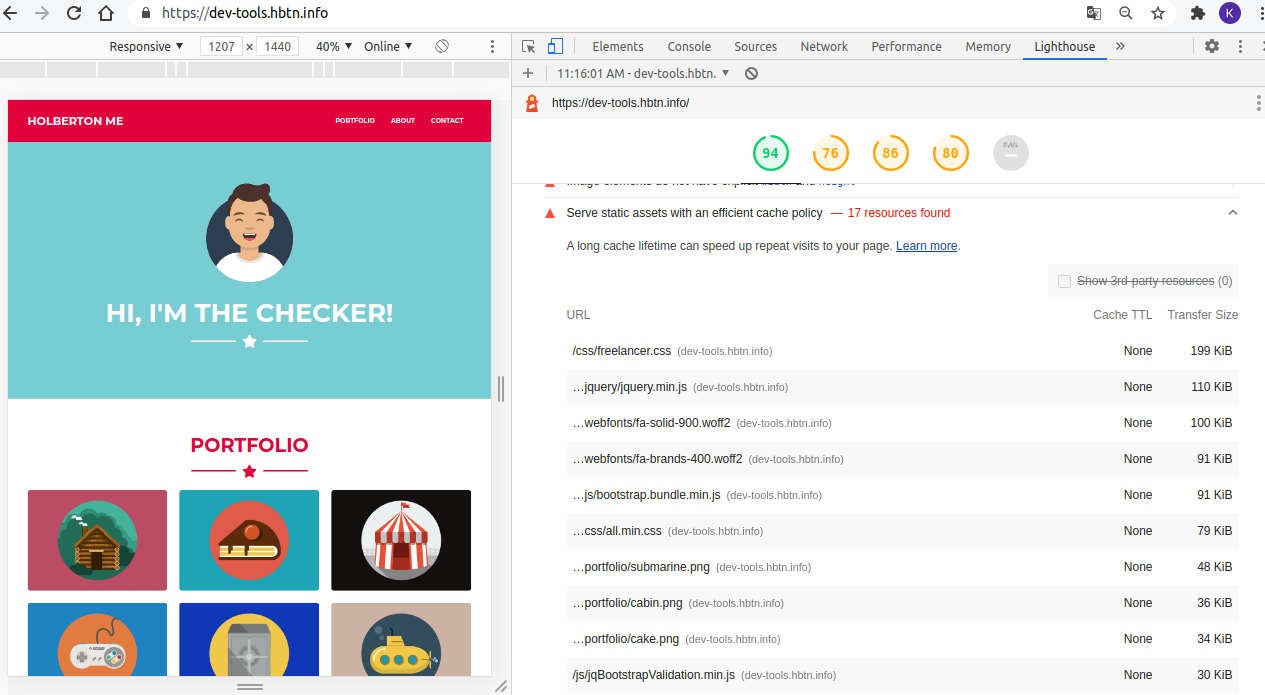 https://dev-tools.hbtn.info
K
Responsive ▼ 1207 × 1440 40% ▼ Online ▼
Elements Console Sources Network Performance Memory Lighthouse »
+ 11:16:01 AM - dev-tools.hbtn. ▼
https://dev-tools.hbtn.info/
94 76 86 80
HOLBERTON ME
PORTFOLIO ABOUT CONTACT
HI, I'M THE CHECKER!
PORTFOLIO
Serve static assets with an efficient cache policy — 17 resources found
A long cache lifetime can speed up repeat visits to your page. Learn more.
Show 3rd-party resources (0)
URL Cache TTL Transfer Size
/css/freelancer.css (dev-tools.hbtn.info) None 199 KiB
…jquery/jquery.min.js (dev-tools.hbtn.info) None 110 KiB
…webfonts/fa-solid-900.woff2 (dev-tools.hbtn.info) None 100 KiB
…webfonts/fa-brands-400.woff2 (dev-tools.hbtn.info) None 91 KiB
…js/bootstrap.bundle.min.js (dev-tools.hbtn.info) None 91 KiB
…css/all.min.css (dev-tools.hbtn.info) None 79 KiB
…portfolio/submarine.png (dev-tools.hbtn.info) None 48 KiB
…portfolio/cabin.png (dev-tools.hbtn.info) None 36 KiB
…portfolio/cake.png (dev-tools.hbtn.info) None 34 KiB
/js/jqBootstrapValidation.min.js (dev-tools.hbtn.info) None 30 KiB